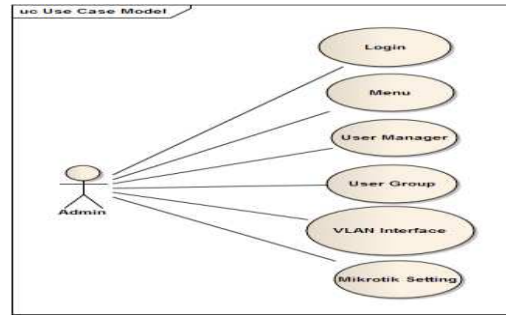 uc Use Case Model
Login
Menu
User Manager
User Group
VLAN Interface
Mikrotik Setting
Admin